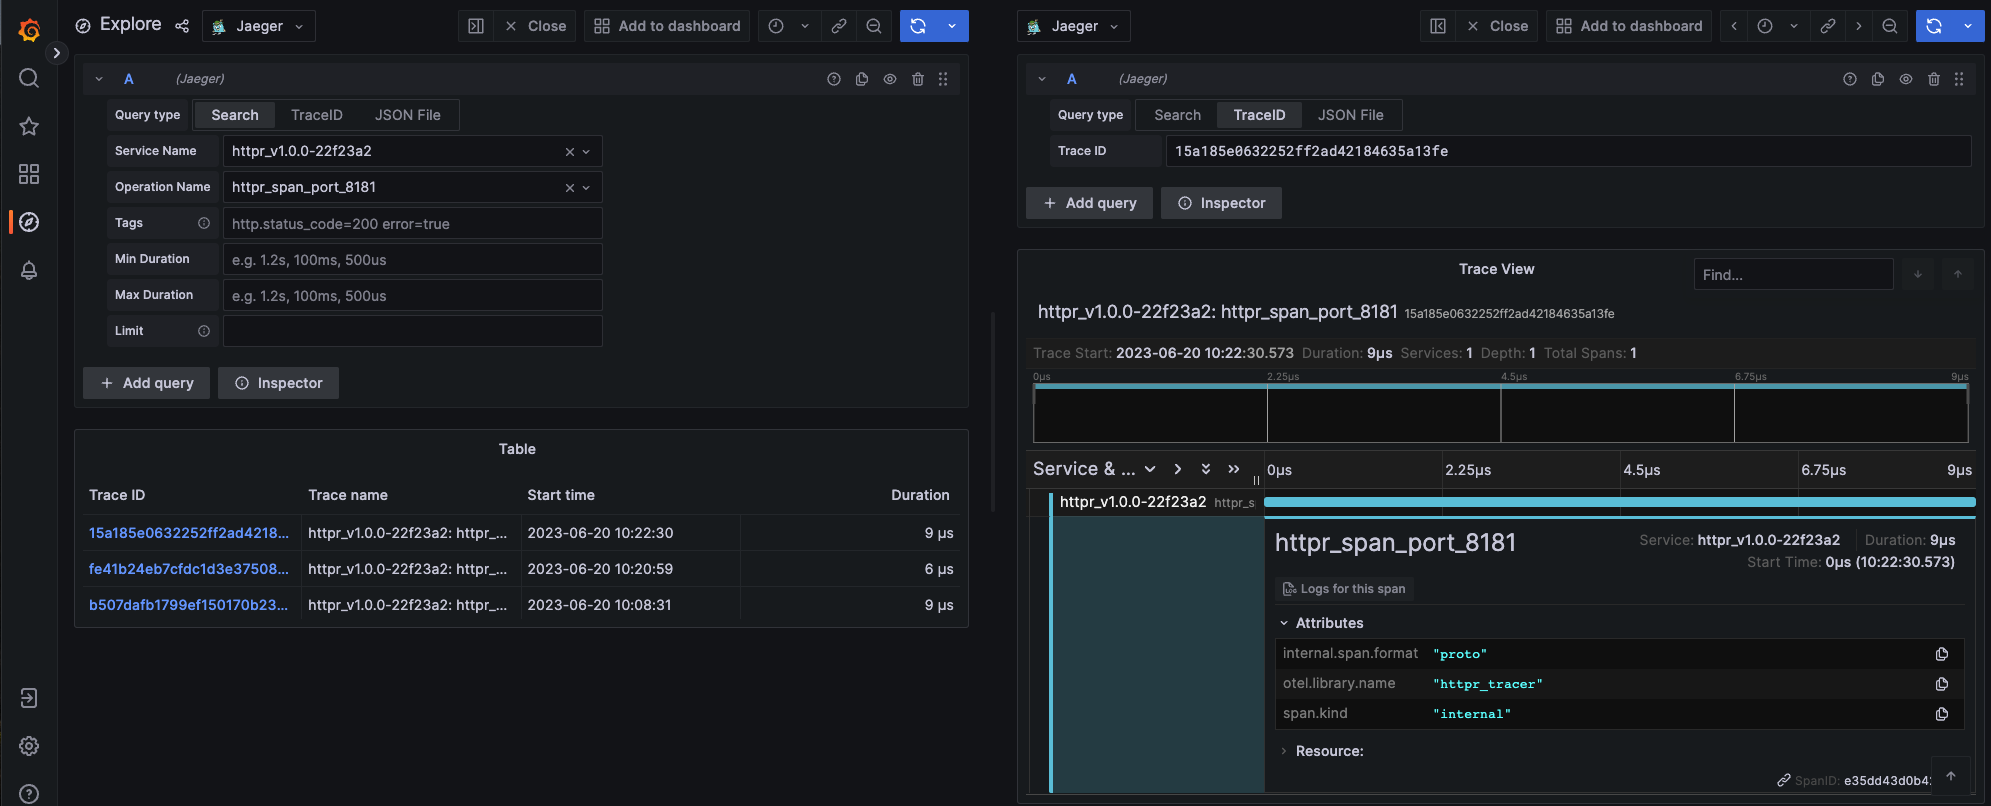 Explore
Jaeger
Close
Add to dashboard
A
(Jaeger)
Query type
Search
TraceID
JSON File
Service Name
httpr_v1.0.0-22f23a2
Operation Name
httpr_span_port_8181
Tags
http.status_code=200 error=true
Min Duration
e.g. 1.2s, 100ms, 500us
Max Duration
e.g. 1.2s, 100ms, 500us
Limit
+ Add query
Inspector
Table
Trace ID Trace name Start time Duration
15a185e0632252ff2ad4218... httpr_v1.0.0-22f23a2: httpr_... 2023-06-20 10:22:30 9 µs
fe41b24eb7cfdc1d3e37508... httpr_v1.0.0-22f23a2: httpr_... 2023-06-20 10:20:59 6 µs
b507dafb1799ef150170b23... httpr_v1.0.0-22f23a2: httpr_... 2023-06-20 10:08:31 9 µs
Jaeger
Close
Add to dashboard
A
(Jaeger)
Query type
Search
TraceID
JSON File
Trace ID
15a185e0632252ff2ad42184635a13fe
+ Add query
Inspector
Trace View
Find...
httpr_v1.0.0-22f23a2: httpr_span_port_8181 15a185e0632252ff2ad42184635a13fe
Trace Start: 2023-06-20 10:22:30.573 Duration: 9µs Services: 1 Depth: 1 Total Spans: 1
0µs 2.25µs 4.5µs 6.75µs 9µs
Service & ... 0µs 2.25µs 4.5µs 6.75µs 9µs
httpr_v1.0.0-22f23a2 httpr_s
httpr_span_port_8181
Service: httpr_v1.0.0-22f23a2 Duration: 9µs
Start Time: 0µs (10:22:30.573)
Logs for this span
Attributes
internal.span.format "proto"
otel.library.name "httpr_tracer"
span.kind "internal"
Resource:
SpanID: e35dd43d0b4